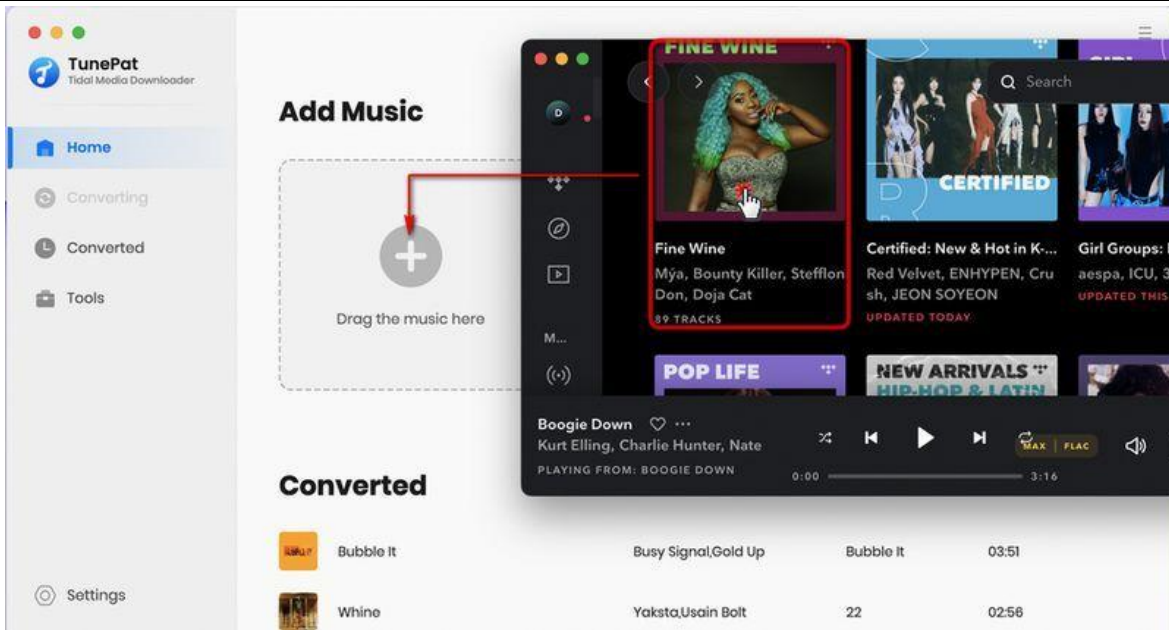 TunePat
Tidal Media Downloader
Home
Converting
Converted
Tools
Settings
Add Music
Drag the music here
Converted
Bubble It
Busy Signal,Gold Up
Bubble It
03:51
Whine
Yaksta,Usain Bolt
22
02:56
D
M...
Search
FINE WINE
Fine Wine
Mýa, Bounty Killer, Stefflon
Don, Doja Cat
89 TRACKS
CERTIFIED
Certified: New & Hot in K-...
Red Velvet, ENHYPEN, Cru
sh, JEON SOYEON
UPDATED TODAY
Girl Groups:
aespa, ICU, 3
UPDATED THIS
POP LIFE
NEW ARRIVALS
HIP-HOP & LATIN
Boogie Down
Kurt Elling, Charlie Hunter, Nate
PLAYING FROM: BOOGIE DOWN
0:00
3:16
MAX | FLAC